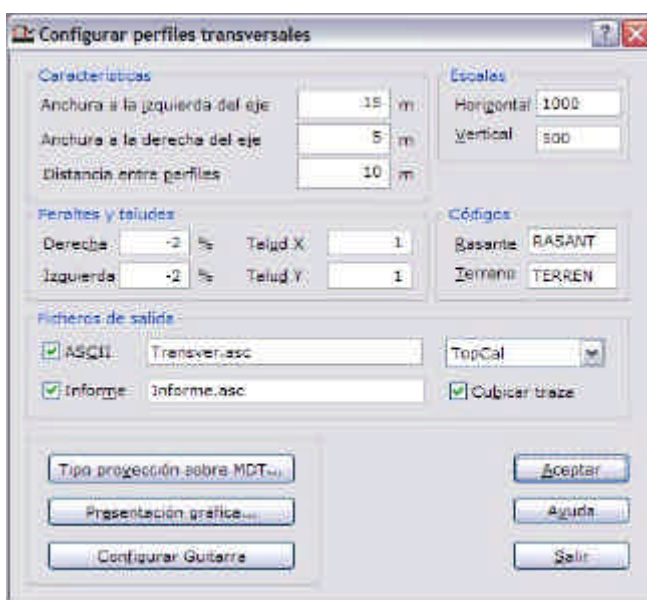 Configurar perfiles transversales
Características
Anchura a la izquierda del eje 15 m
Anchura a la derecha del eje 5 m
Distancia entre perfiles 10 m
Escalas
Horizontal 1000
Vertical 500
Peraltes y taludes
Derecha -2 % Talud X 1
Izquierda -2 % Talud Y 1
Códigos
Rasante RASANT
Terreno TERREN
Ficheros de salida
ASCII Transver.asc TopCal
Informe Informe.asc Cubicar traza
Tipo proyección sobre MDT...
Presentación gráfica...
Configurar Guitarra
Aceptar
Ayuda
Salir